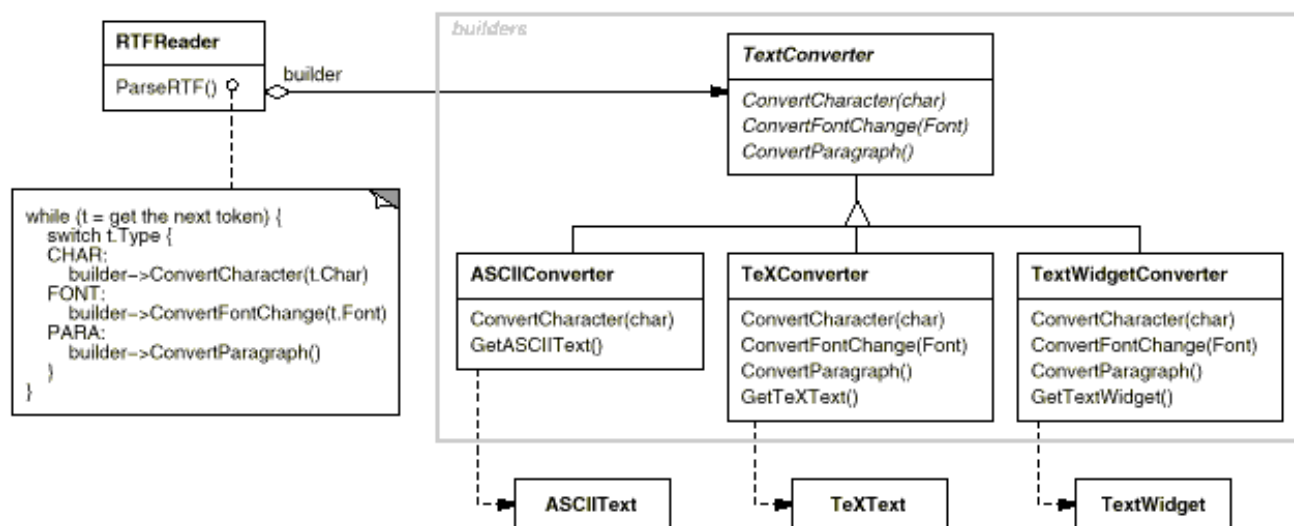 builders
RTFReader
ParseRTF()
builder
TextConverter
ConvertCharacter(char)
ConvertFontChange(Font)
ConvertParagraph()
while (t = get the next token) {
switch t.Type {
CHAR:
builder->ConvertCharacter(t.Char)
FONT:
builder->ConvertFontChange(t.Font)
PARA:
builder->ConvertParagraph()
}
}
ASCIIConverter
ConvertCharacter(char)
GetASCIIText()
TeXConverter
ConvertCharacter(char)
ConvertFontChange(Font)
ConvertParagraph()
GetTeXText()
TextWidgetConverter
ConvertCharacter(char)
ConvertFontChange(Font)
ConvertParagraph()
GetTextWidget()
ASCIIText
TeXText
TextWidget